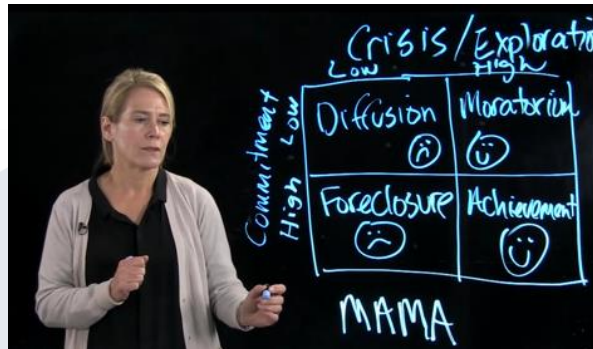 Crisis/Exploratio
Low High
Commitment
Low
High
Diffusion Moratorium
Foreclosure Achievement
MAMA